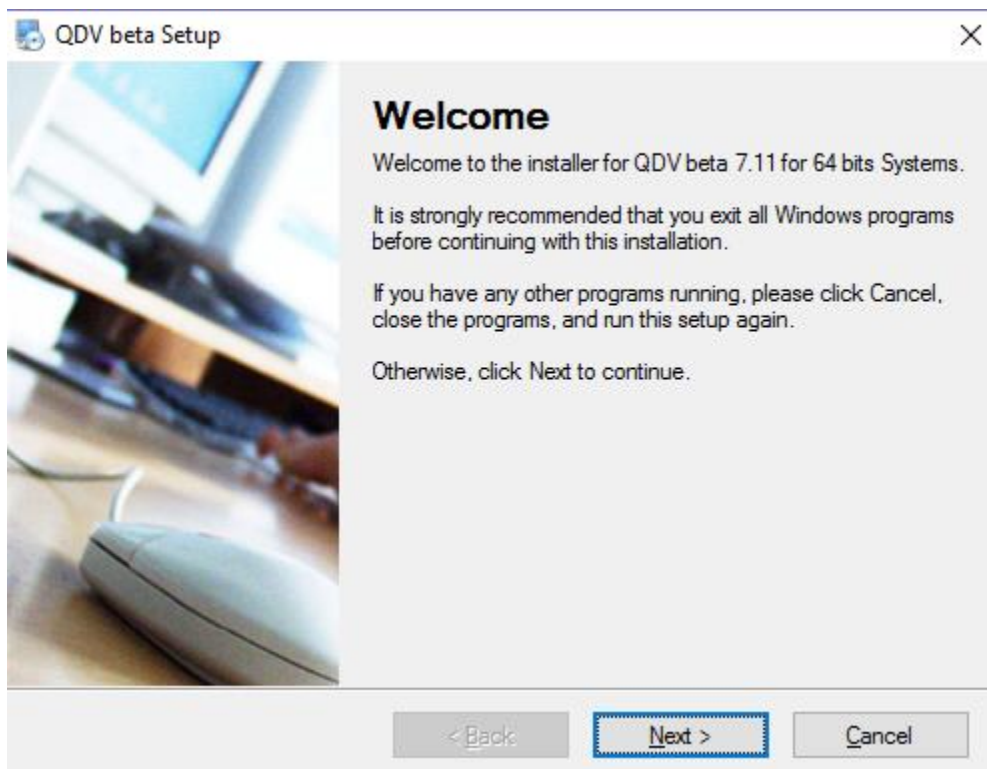 QDV beta Setup
Welcome
Welcome to the installer for QDV beta 7.11 for 64 bits Systems.
It is strongly recommended that you exit all Windows programs
before continuing with this installation.
If you have any other programs running, please click Cancel,
close the programs, and run this setup again.
Otherwise, click Next to continue.
< Back
Next >
Cancel